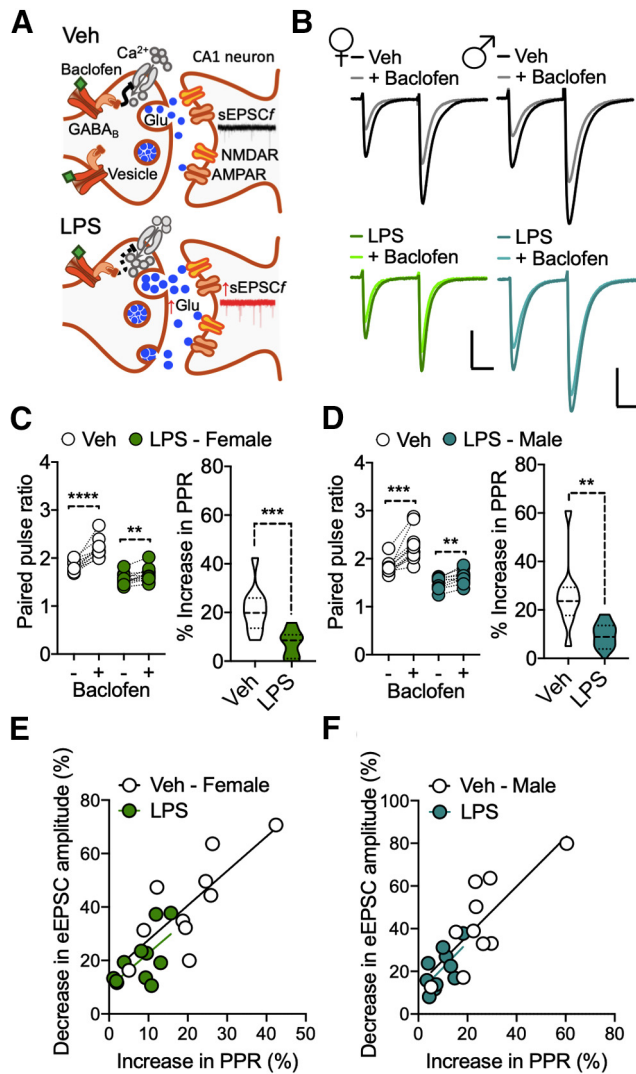 A
Veh
Baclofen
Ca2+
CA1 neuron
GABAB
Glu
sEPSCf
NMDAR
Vesicle
AMPAR
LPS
↑sEPSCf
↑Glu
B
♀ – Veh
– + Baclofen
♂ – Veh
– + Baclofen
– LPS
– + Baclofen
– LPS
– + Baclofen
C
Veh LPS - Female
Paired pulse ratio
4
3
2
1
0
****
**
- + - +
Baclofen
% Increase in PPR
80
60
40
20
0
***
Veh
LPS
D
Veh LPS - Male
Paired pulse ratio
4
3
2
1
0
***
**
- + - +
Baclofen
% Increase in PPR
80
60
40
20
0
**
Veh
LPS
E
Veh - Female
LPS
Decrease in eEPSC amplitude (%)
80
60
40
20
0
0 10 20 30 40 50
Increase in PPR (%)
F
Veh - Male
LPS
Decrease in eEPSC amplitude (%)
100
80
60
40
20
0
0 20 40 60 80
Increase in PPR (%)